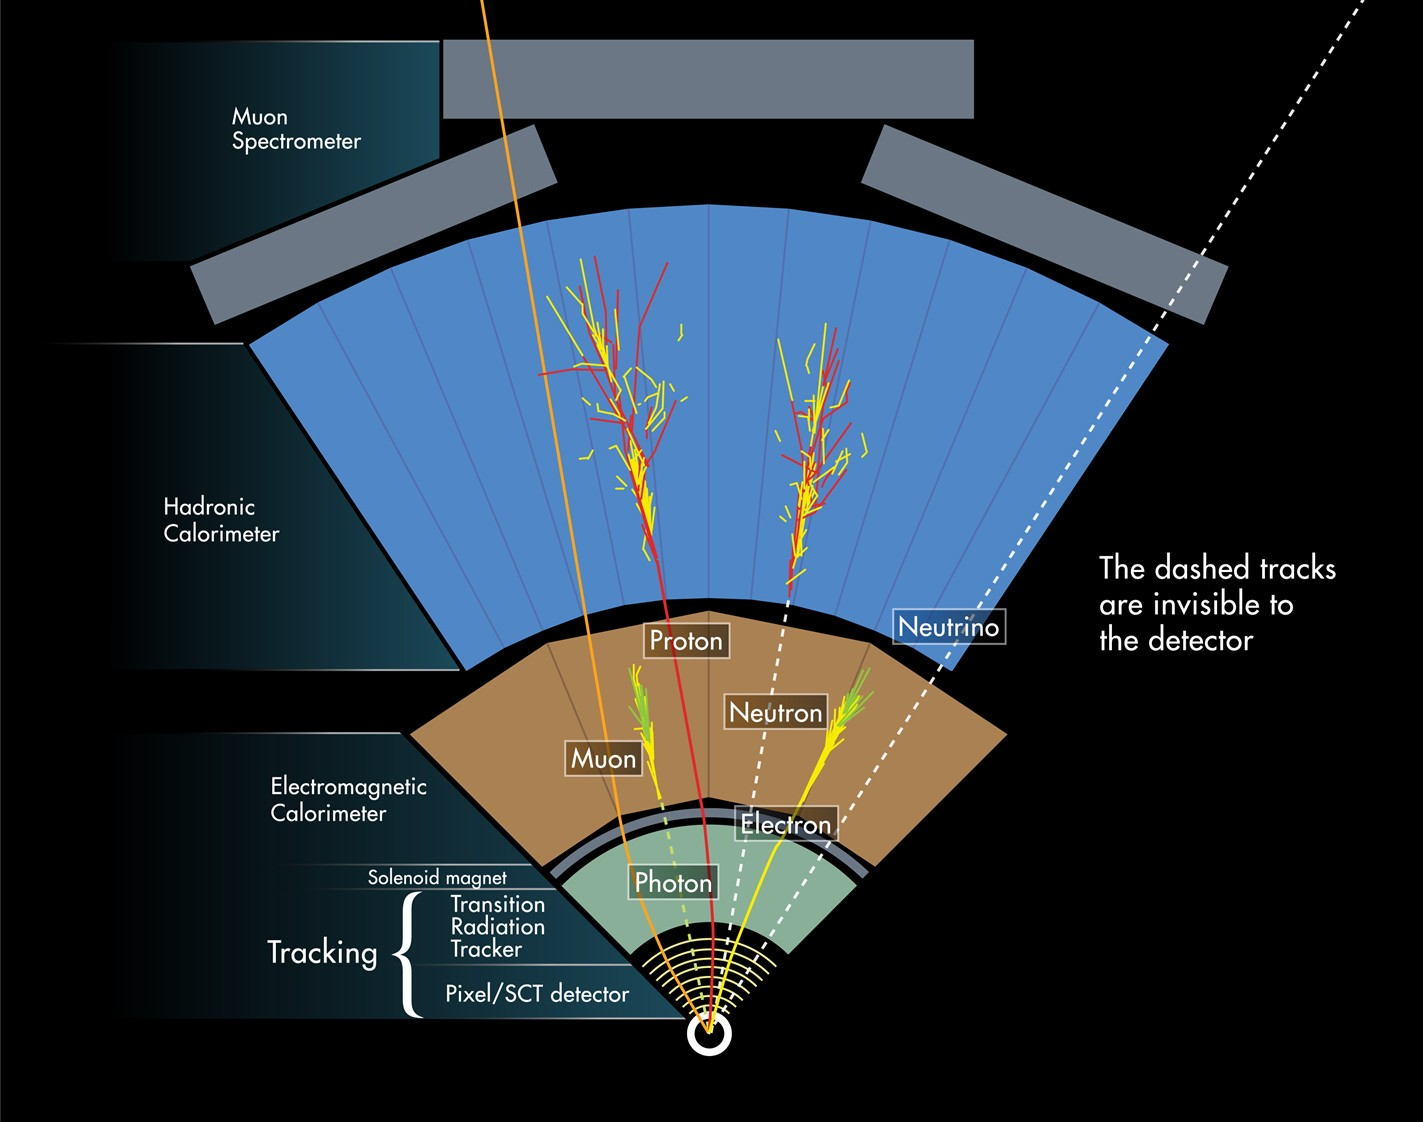 Muon
Spectrometer
Hadronic
Calorimeter
The dashed tracks
are invisible to
the detector
Neutrino
Proton
Neutron
Muon
Electromagnetic
Calorimeter
Electron
Solenoid magnet
Photon
Transition
Radiation
Tracker
Tracking
Pixel/SCT detector